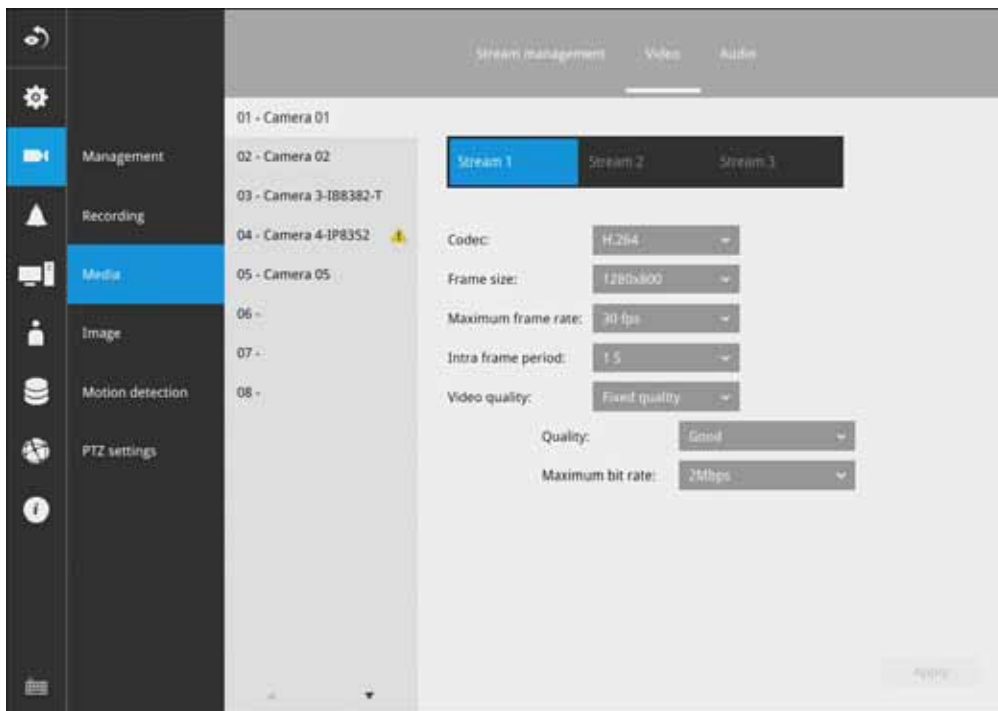 Stream management
Video
Audio
Management
Recording
Media
Image
Motion detection
PTZ settings
01 - Camera 01
02 - Camera 02
03 - Camera 3-IB8382-T
04 - Camera 4-IP8352
05 - Camera 05
06 -
07 -
08 -
Stream 1
Stream 2
Stream 3
Codec: H.264
Frame size: 1280x800
Maximum frame rate: 30 fps
Intra frame period: 1 S
Video quality: Fixed quality
Quality: Good
Maximum bit rate: 2Mbps
Apply